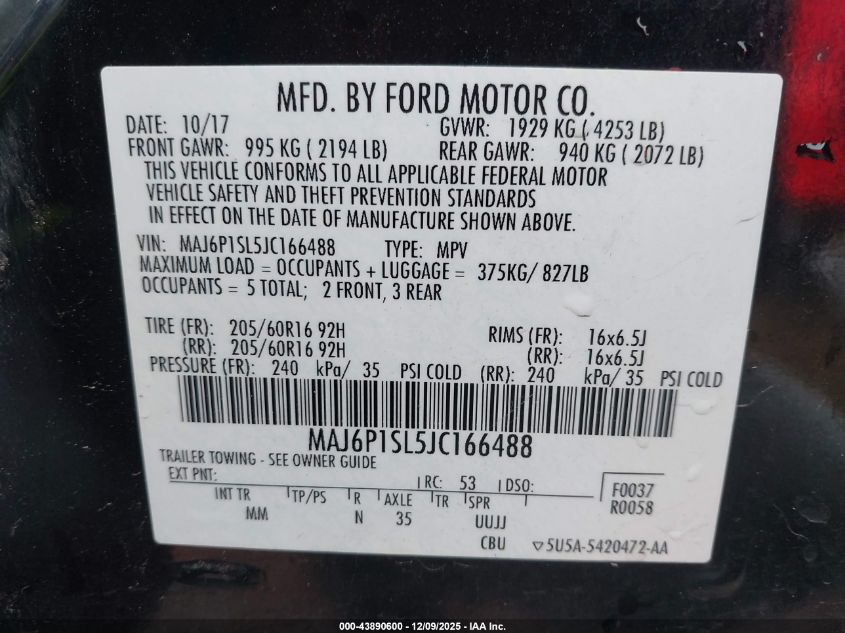 MFD. BY FORD MOTOR CO.
DATE: 10/17 GVWR: 1929 KG ( 4253 LB)
FRONT GAWR: 995 KG ( 2194 LB) REAR GAWR: 940 KG ( 2072 LB)
THIS VEHICLE CONFORMS TO ALL APPLICABLE FEDERAL MOTOR
VEHICLE SAFETY AND THEFT PREVENTION STANDARDS
IN EFFECT ON THE DATE OF MANUFACTURE SHOWN ABOVE.
VIN: MAJ6P1SL5JC166488 TYPE: MPV
MAXIMUM LOAD = OCCUPANTS + LUGGAGE = 375KG/ 827LB
OCCUPANTS = 5 TOTAL; 2 FRONT, 3 REAR
TIRE (FR): 205/60R16 92H RIMS (FR): 16x6.5J
(RR): 205/60R16 92H (RR): 16x6.5J
PRESSURE (FR): 240 kPa/ 35 PSI COLD (RR): 240 kPa/ 35 PSI COLD
MAJ6P1SL5JC166488
TRAILER TOWING - SEE OWNER GUIDE
EXT PNT: RC: 53 DSO: F0037
INT TR TP/PS R AXLE TR SPR R0058
MM N 35 UUJJ
CBU 5U5A-5420472-AA
000-43890600 - 12/09/2025 - IAA Inc.